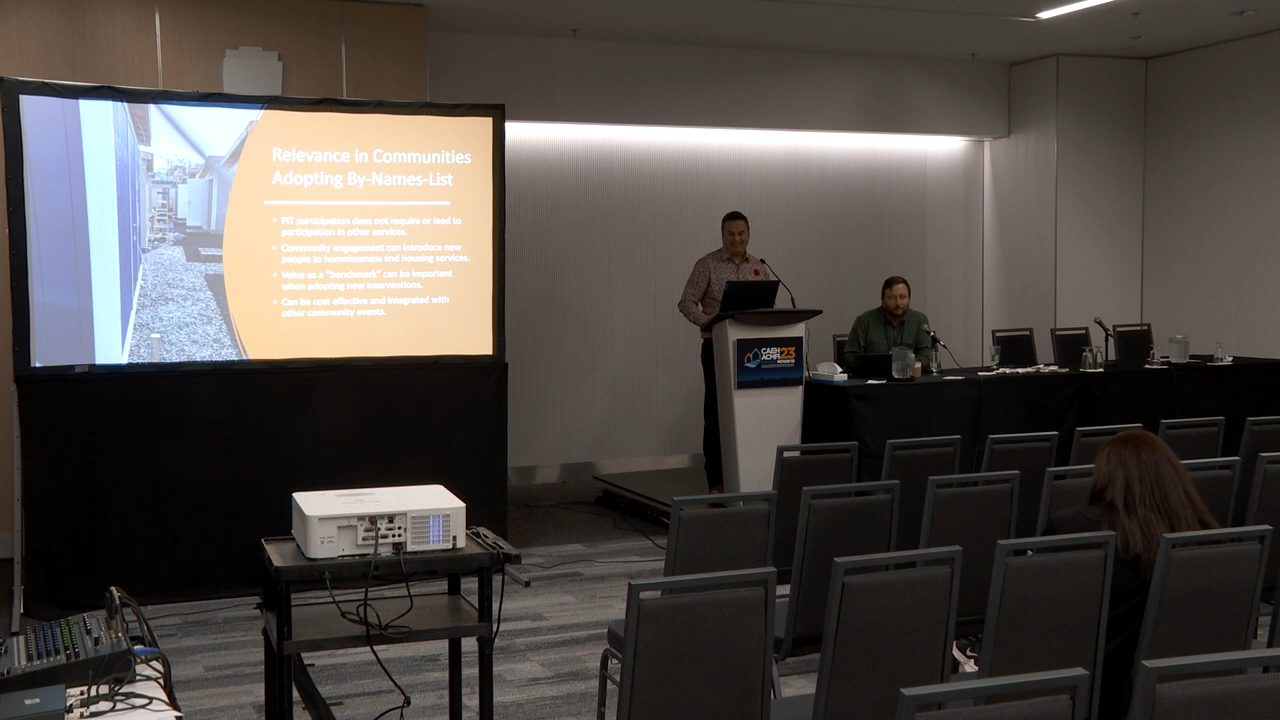 Relevance in Communities
Adopting By-Names-List
• PIT participation does not require or lead to
participation in other services.
• Community engagement can introduce new
people to homelessness and housing services.
• Value as a "benchmark" can be important
when adopting new interventions.
• Can be cost effective and integrated with
other community events.
CAEH
ACMFI
23